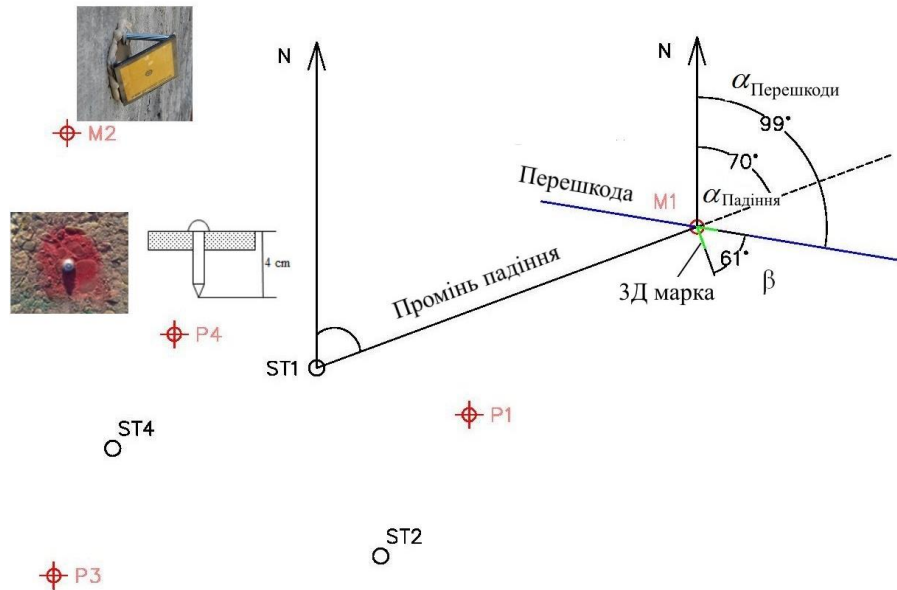 N
N
αПерешкоди
99°
M2
70°
Перешкода
M1
αПадіння
4 cm
61°
β
Промінь падіння
3Д марка
P4
ST1
P1
ST4
ST2
P3